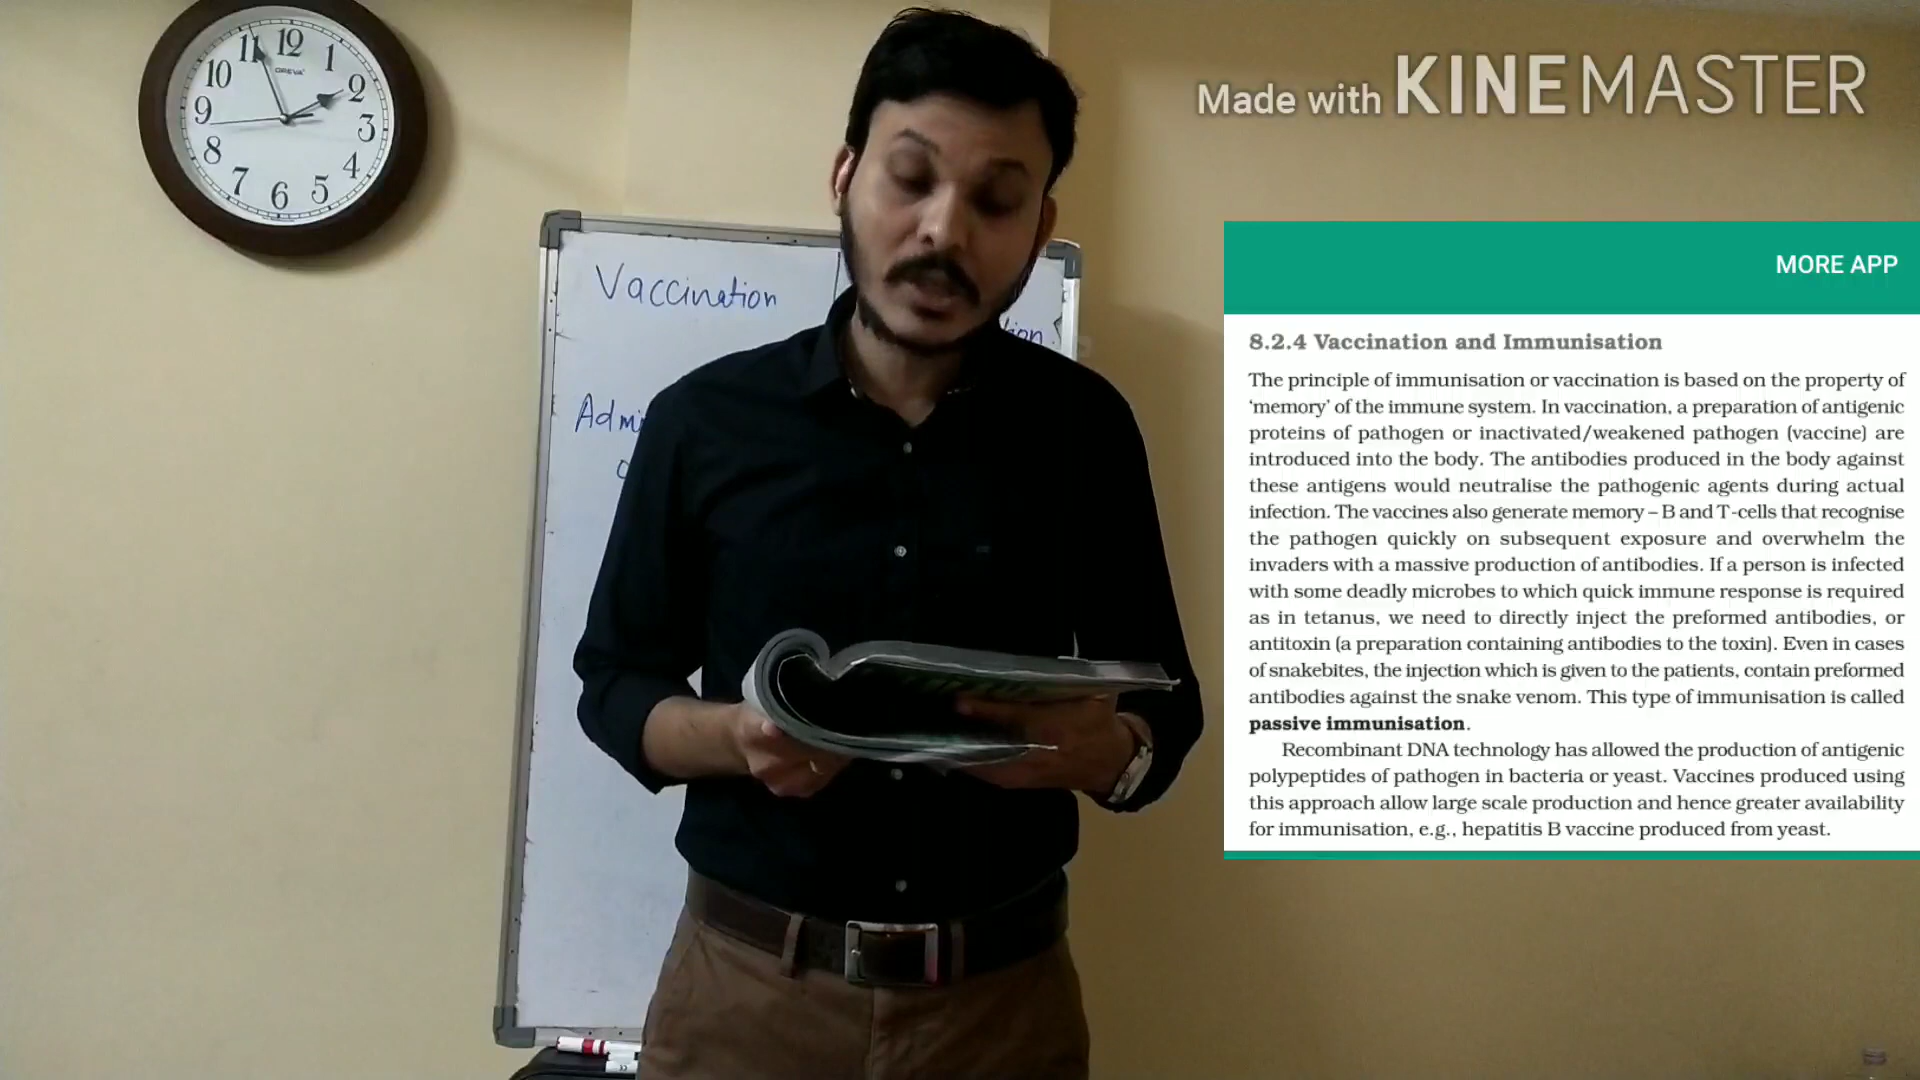 11 12 1
10 2
9 3
8 4
7 6 5
OREVA
Made with KINEMASTER
Vaccination
MORE APP
8.2.4 Vaccination and Immunisation
The principle of immunisation or vaccination is based on the property of
‘memory’ of the immune system. In vaccination, a preparation of antigenic
proteins of pathogen or inactivated/weakened pathogen (vaccine) are
introduced into the body. The antibodies produced in the body against
these antigens would neutralise the pathogenic agents during actual
infection. The vaccines also generate memory – B and T-cells that recognise
the pathogen quickly on subsequent exposure and overwhelm the
invaders with a massive production of antibodies. If a person is infected
with some deadly microbes to which quick immune response is required
as in tetanus, we need to directly inject the preformed antibodies, or
antitoxin (a preparation containing antibodies to the toxin). Even in cases
of snakebites, the injection which is given to the patients, contain preformed
antibodies against the snake venom. This type of immunisation is called
passive immunisation.
Recombinant DNA technology has allowed the production of antigenic
polypeptides of pathogen in bacteria or yeast. Vaccines produced using
this approach allow large scale production and hence greater availability
for immunisation, e.g., hepatitis B vaccine produced from yeast.